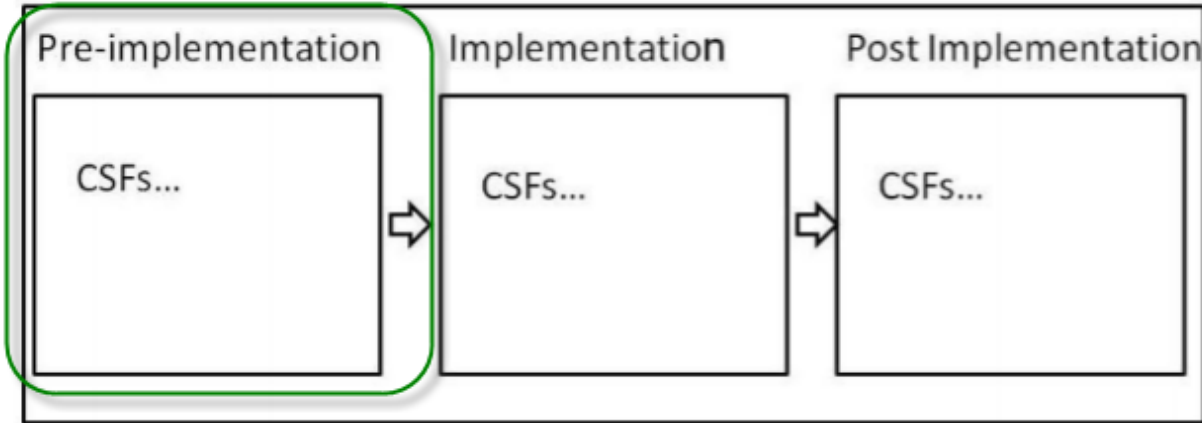 Pre-implementation
Implementation
Post Implementation
CSFs...
CSFs...
CSFs...